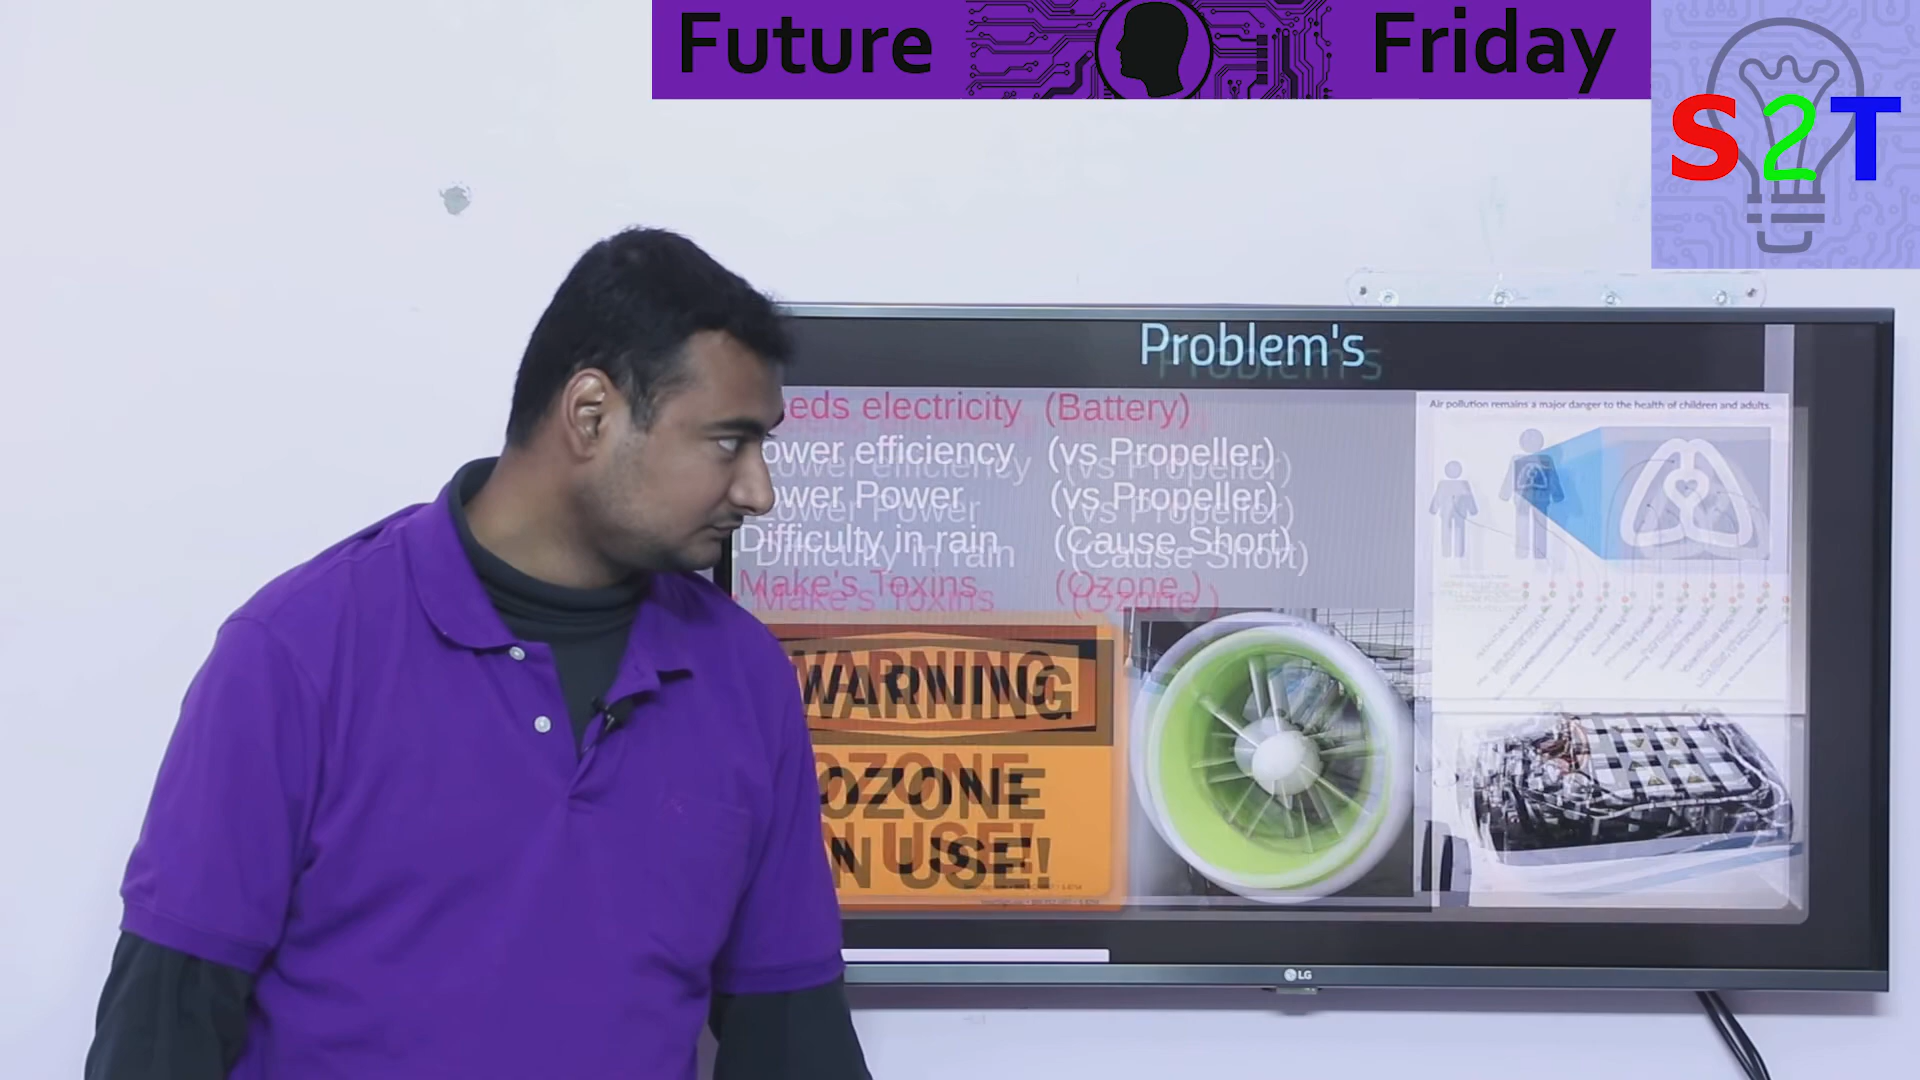 Future Friday
S2T
Problem's
eeds electricity (Battery)
ower efficiency (vs Propeller)
ower Power (vs Propeller)
Difficulty in rain (Cause Short)
Make's Toxins (Ozone)
Air pollution remains a major danger to the health of children and adults.
WARNING
OZONE
N USE!
LG